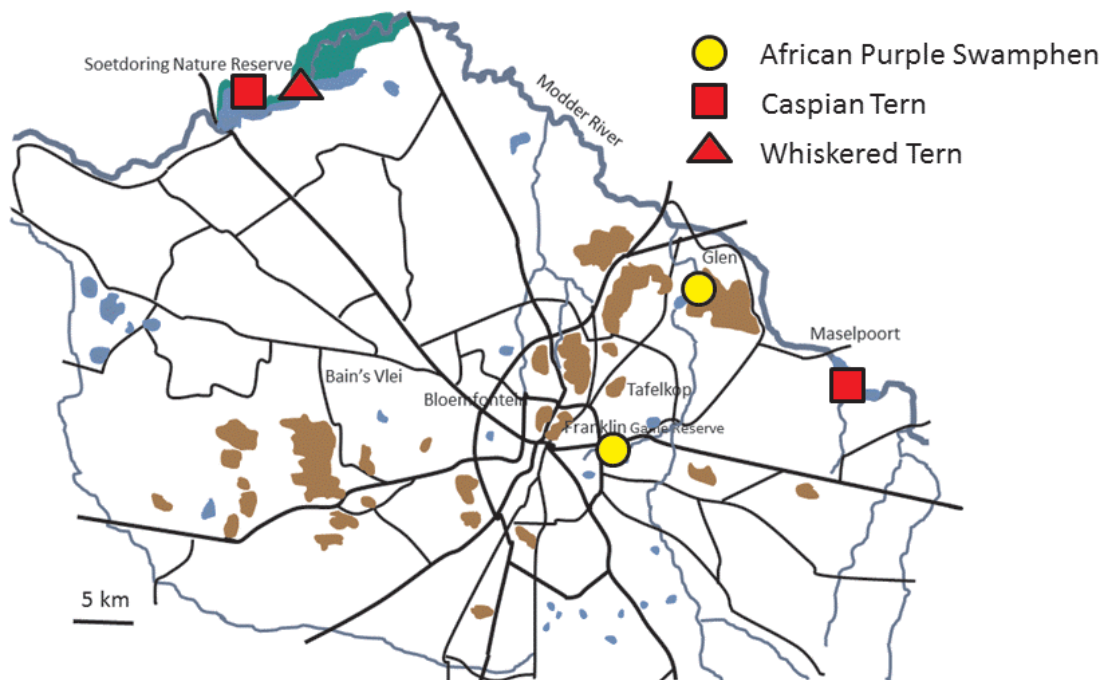 African Purple Swamphen
Caspian Tern
Whiskered Tern
Soetdoring Nature Reserve
Modder River
Glen
Maselpoort
Bain's Vlei
Tafelkop
Bloemfontein
Franklin Game Reserve
5 km